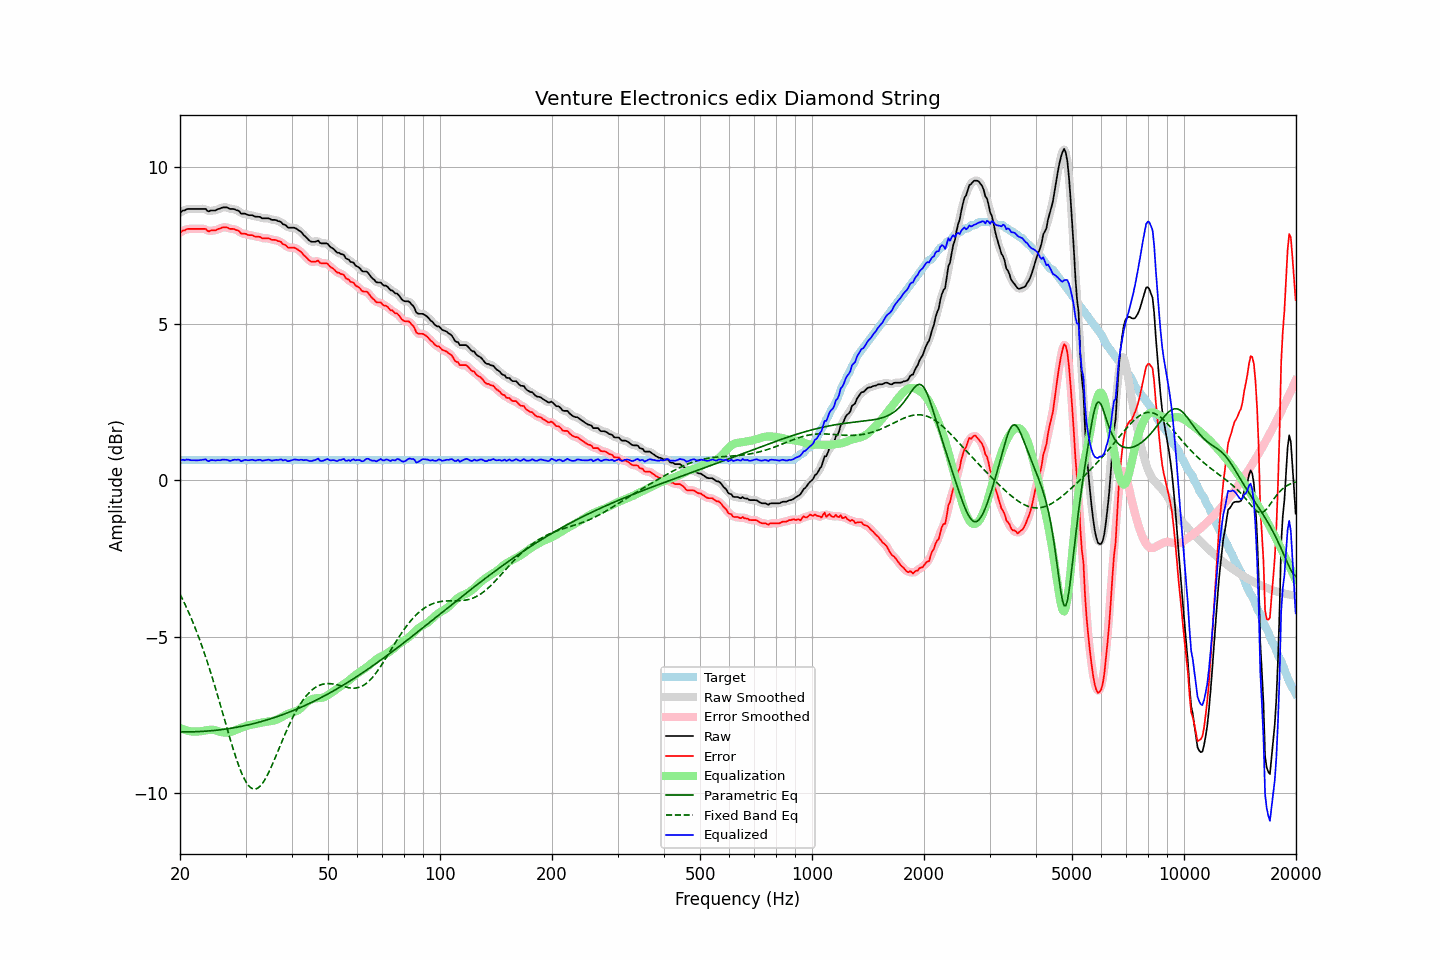 Venture Electronics edix Diamond String
Amplitude (dBr)
10
5
0
−5
−10
Target
Raw Smoothed
Error Smoothed
Raw
Error
Equalization
Parametric Eq
Fixed Band Eq
Equalized
20
50
100
200
500
1000
2000
5000
10000
20000
Frequency (Hz)